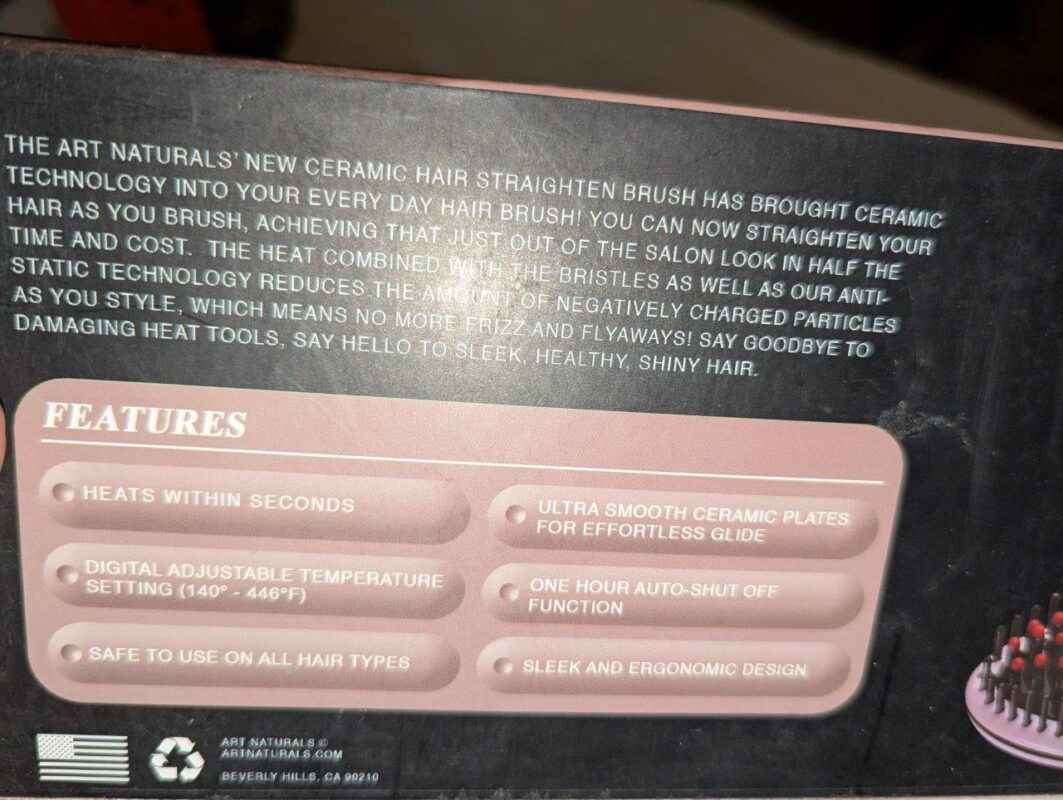 THE ART NATURALS' NEW CERAMIC HAIR STRAIGHTEN BRUSH HAS BROUGHT CERAMIC
TECHNOLOGY INTO YOUR EVERY DAY HAIR BRUSH! YOU CAN NOW STRAIGHTEN YOUR
HAIR AS YOU BRUSH, ACHIEVING THAT JUST OUT OF THE SALON LOOK IN HALF THE
TIME AND COST. THE HEAT COMBINED WITH THE BRISTLES AS WELL AS OUR ANTI-
STATIC TECHNOLOGY REDUCES THE AMOUNT OF NEGATIVELY CHARGED PARTICLES
AS YOU STYLE, WHICH MEANS NO MORE FRIZZ AND FLYAWAYS! SAY GOODBYE TO
DAMAGING HEAT TOOLS, SAY HELLO TO SLEEK, HEALTHY, SHINY HAIR.
FEATURES
HEATS WITHIN SECONDS
DIGITAL ADJUSTABLE TEMPERATURE
SETTING (140° - 446°F)
SAFE TO USE ON ALL HAIR TYPES
ULTRA SMOOTH CERAMIC PLATES
FOR EFFORTLESS GLIDE
ONE HOUR AUTO-SHUT OFF
FUNCTION
SLEEK AND ERGONOMIC DESIGN
ART NATURALS ©
ARTNATURALS.COM
BEVERLY HILLS, CA 90210